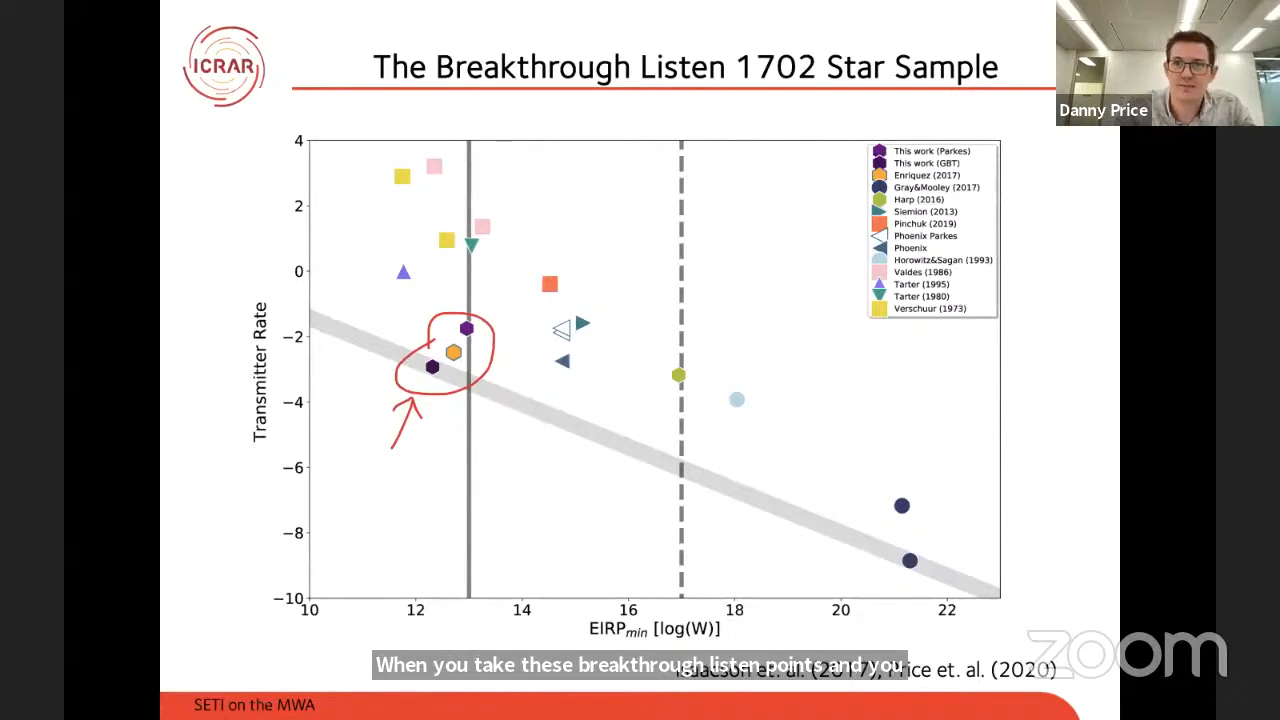 ICRAR
The Breakthrough Listen 1702 Star Sample
Danny Price
4
2
0
−2
−4
−6
−8
−10
Transmitter Rate
This work (Parkes)
This work (GBT)
Enriquez (2017)
Gray&Mooley (2017)
Harp (2016)
Siemion (2013)
Pinchuk (2019)
Phoenix Parkes
Phoenix
Horowitz&Sagan (1993)
Valdes (1986)
Tarter (1995)
Tarter (1980)
Verschuur (1973)
10 12 14 16 18 20 22
EIRPmin [log(W)]
When you take these breakthrough listen points and you
et. al. (2017), Price et. al. (2020)
zoom
SETI on the MWA